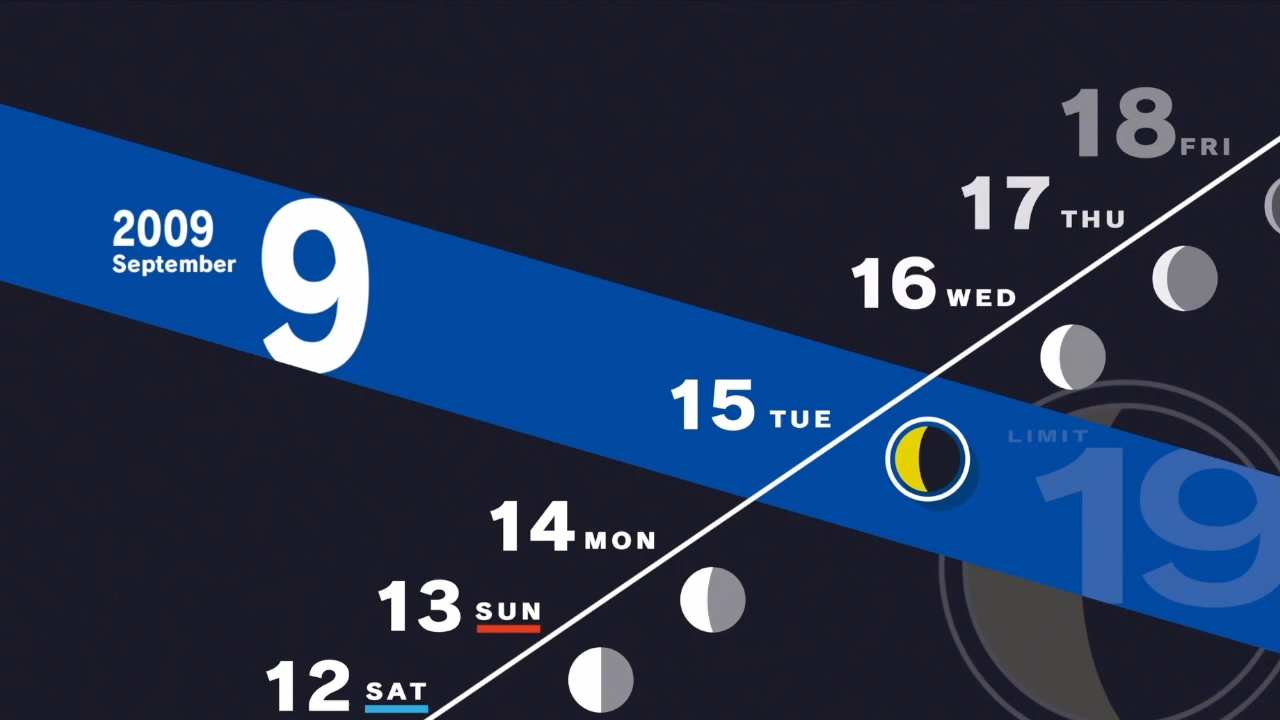 2009
September
9
18 FRI
17 THU
16 WED
15 TUE
LIMIT
19
14 MON
13 SUN
12 SAT